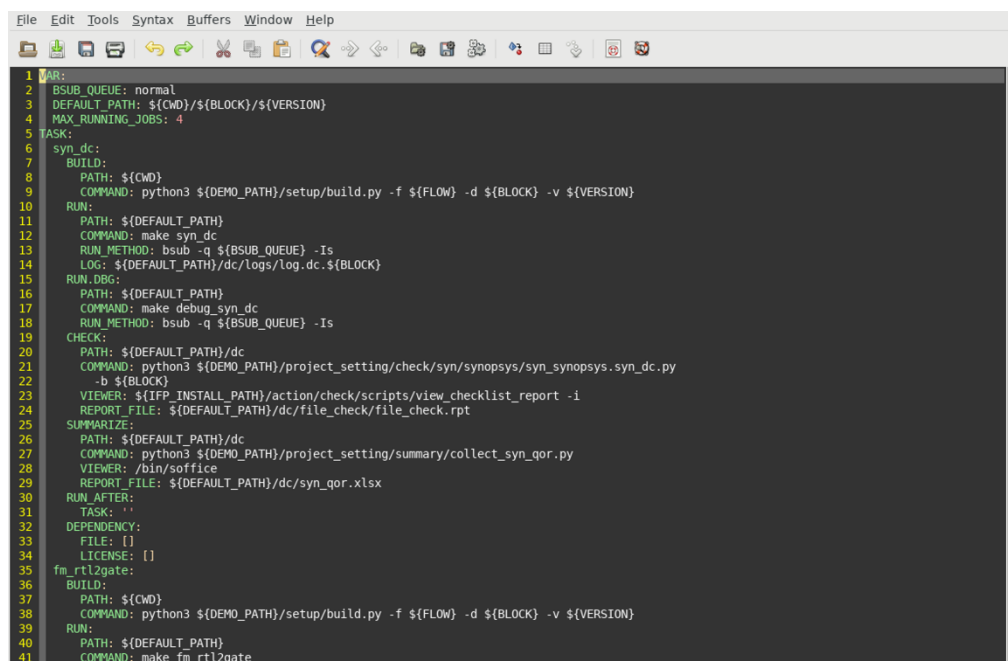 File Edit Tools Syntax Buffers Window Help
1 VAR:
2 BSUB_QUEUE: normal
3 DEFAULT_PATH: ${CWD}/${BLOCK}/${VERSION}
4 MAX_RUNNING_JOBS: 4
5 TASK:
6 syn_dc:
7 BUILD:
8 PATH: ${CWD}
9 COMMAND: python3 ${DEMO_PATH}/setup/build.py -f ${FLOW} -d ${BLOCK} -v ${VERSION}
10 RUN:
11 PATH: ${DEFAULT_PATH}
12 COMMAND: make syn_dc
13 RUN_METHOD: bsub -q ${BSUB_QUEUE} -Is
14 LOG: ${DEFAULT_PATH}/dc/logs/log.dc.${BLOCK}
15 RUN.DBG:
16 PATH: ${DEFAULT_PATH}
17 COMMAND: make debug_syn_dc
18 RUN_METHOD: bsub -q ${BSUB_QUEUE} -Is
19 CHECK:
20 PATH: ${DEFAULT_PATH}/dc
21 COMMAND: python3 ${DEMO_PATH}/project_setting/check/syn/synopsys/syn_synopsys.syn_dc.py
22 -b ${BLOCK}
23 VIEWER: ${IFP_INSTALL_PATH}/action/check/scripts/view_checklist_report -i
24 REPORT_FILE: ${DEFAULT_PATH}/dc/file_check/file_check.rpt
25 SUMMARIZE:
26 PATH: ${DEFAULT_PATH}/dc
27 COMMAND: python3 ${DEMO_PATH}/project_setting/summary/collect_syn_qor.py
28 VIEWER: /bin/soffice
29 REPORT_FILE: ${DEFAULT_PATH}/dc/syn_qor.xlsx
30 RUN_AFTER:
31 TASK: ''
32 DEPENDENCY:
33 FILE: []
34 LICENSE: []
35 fm_rtl2gate:
36 BUILD:
37 PATH: ${CWD}
38 COMMAND: python3 ${DEMO_PATH}/setup/build.py -f ${FLOW} -d ${BLOCK} -v ${VERSION}
39 RUN:
40 PATH: ${DEFAULT_PATH}
41 COMMAND: make fm_rtl2gate